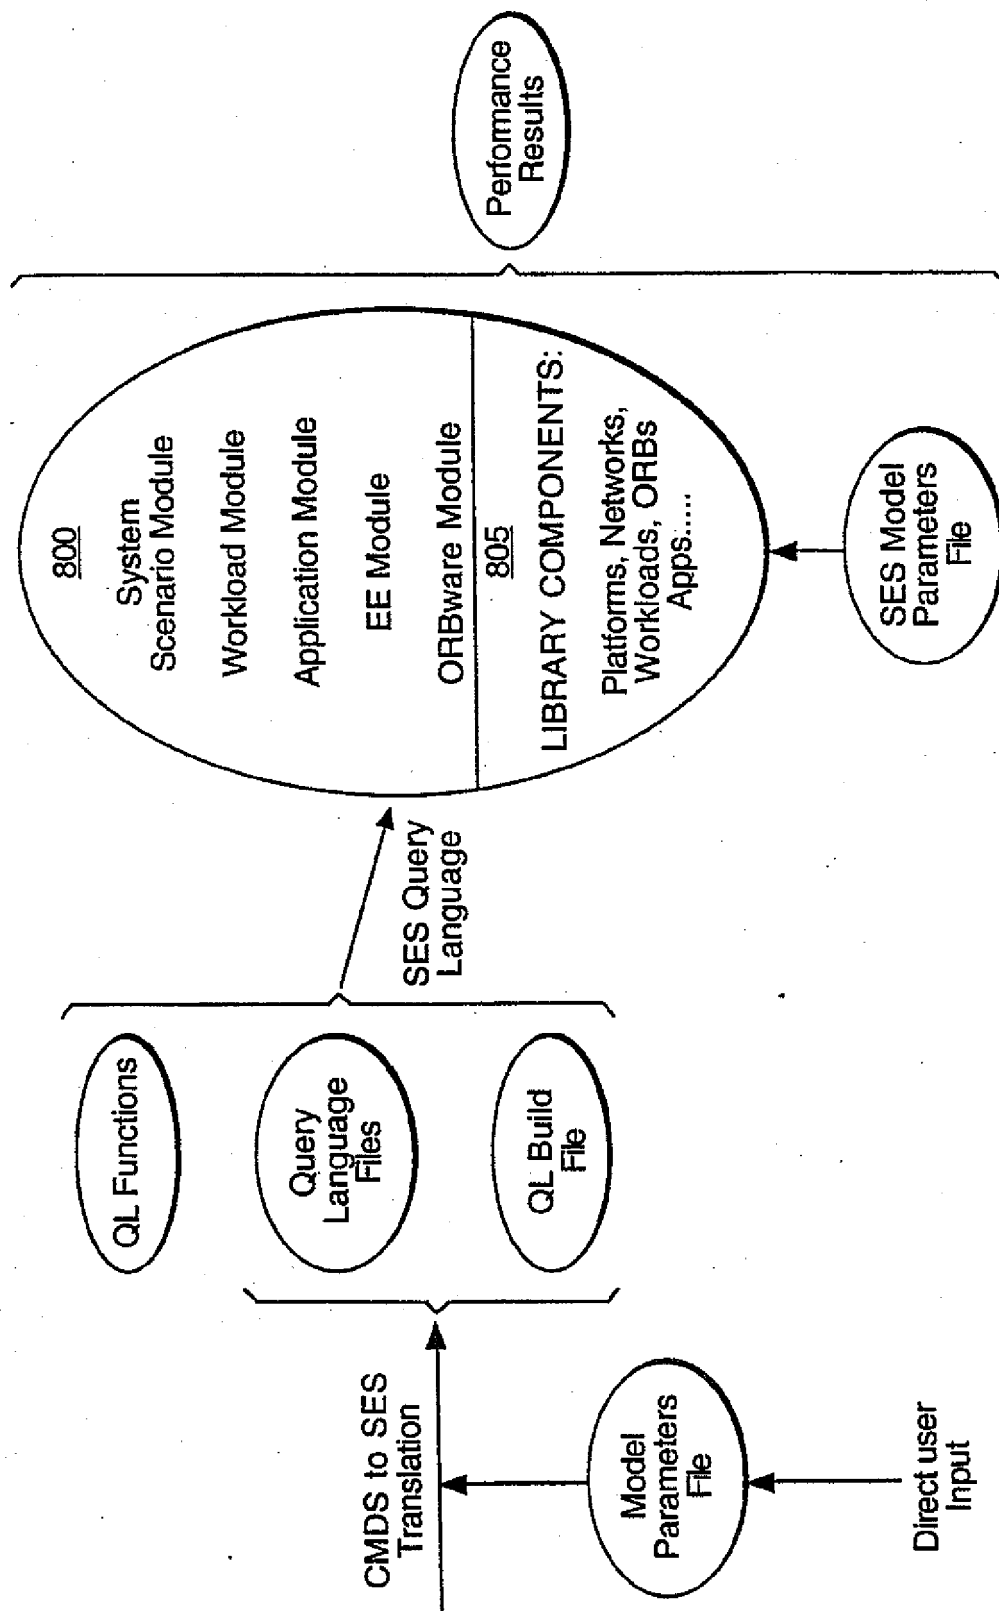 CMDS to SES
Translation
Model
Parameters
File
Direct user
Input
QL Functions
Query
Language
Files
QL Build
File
SES Query
Language
800
System
Scenario Module
Workload Module
Application Module
EE Module
ORBware Module
805
LIBRARY COMPONENTS:
Platforms, Networks,
Workloads, ORBs
Apps.....
SES Model
Parameters
File
Performance
Results